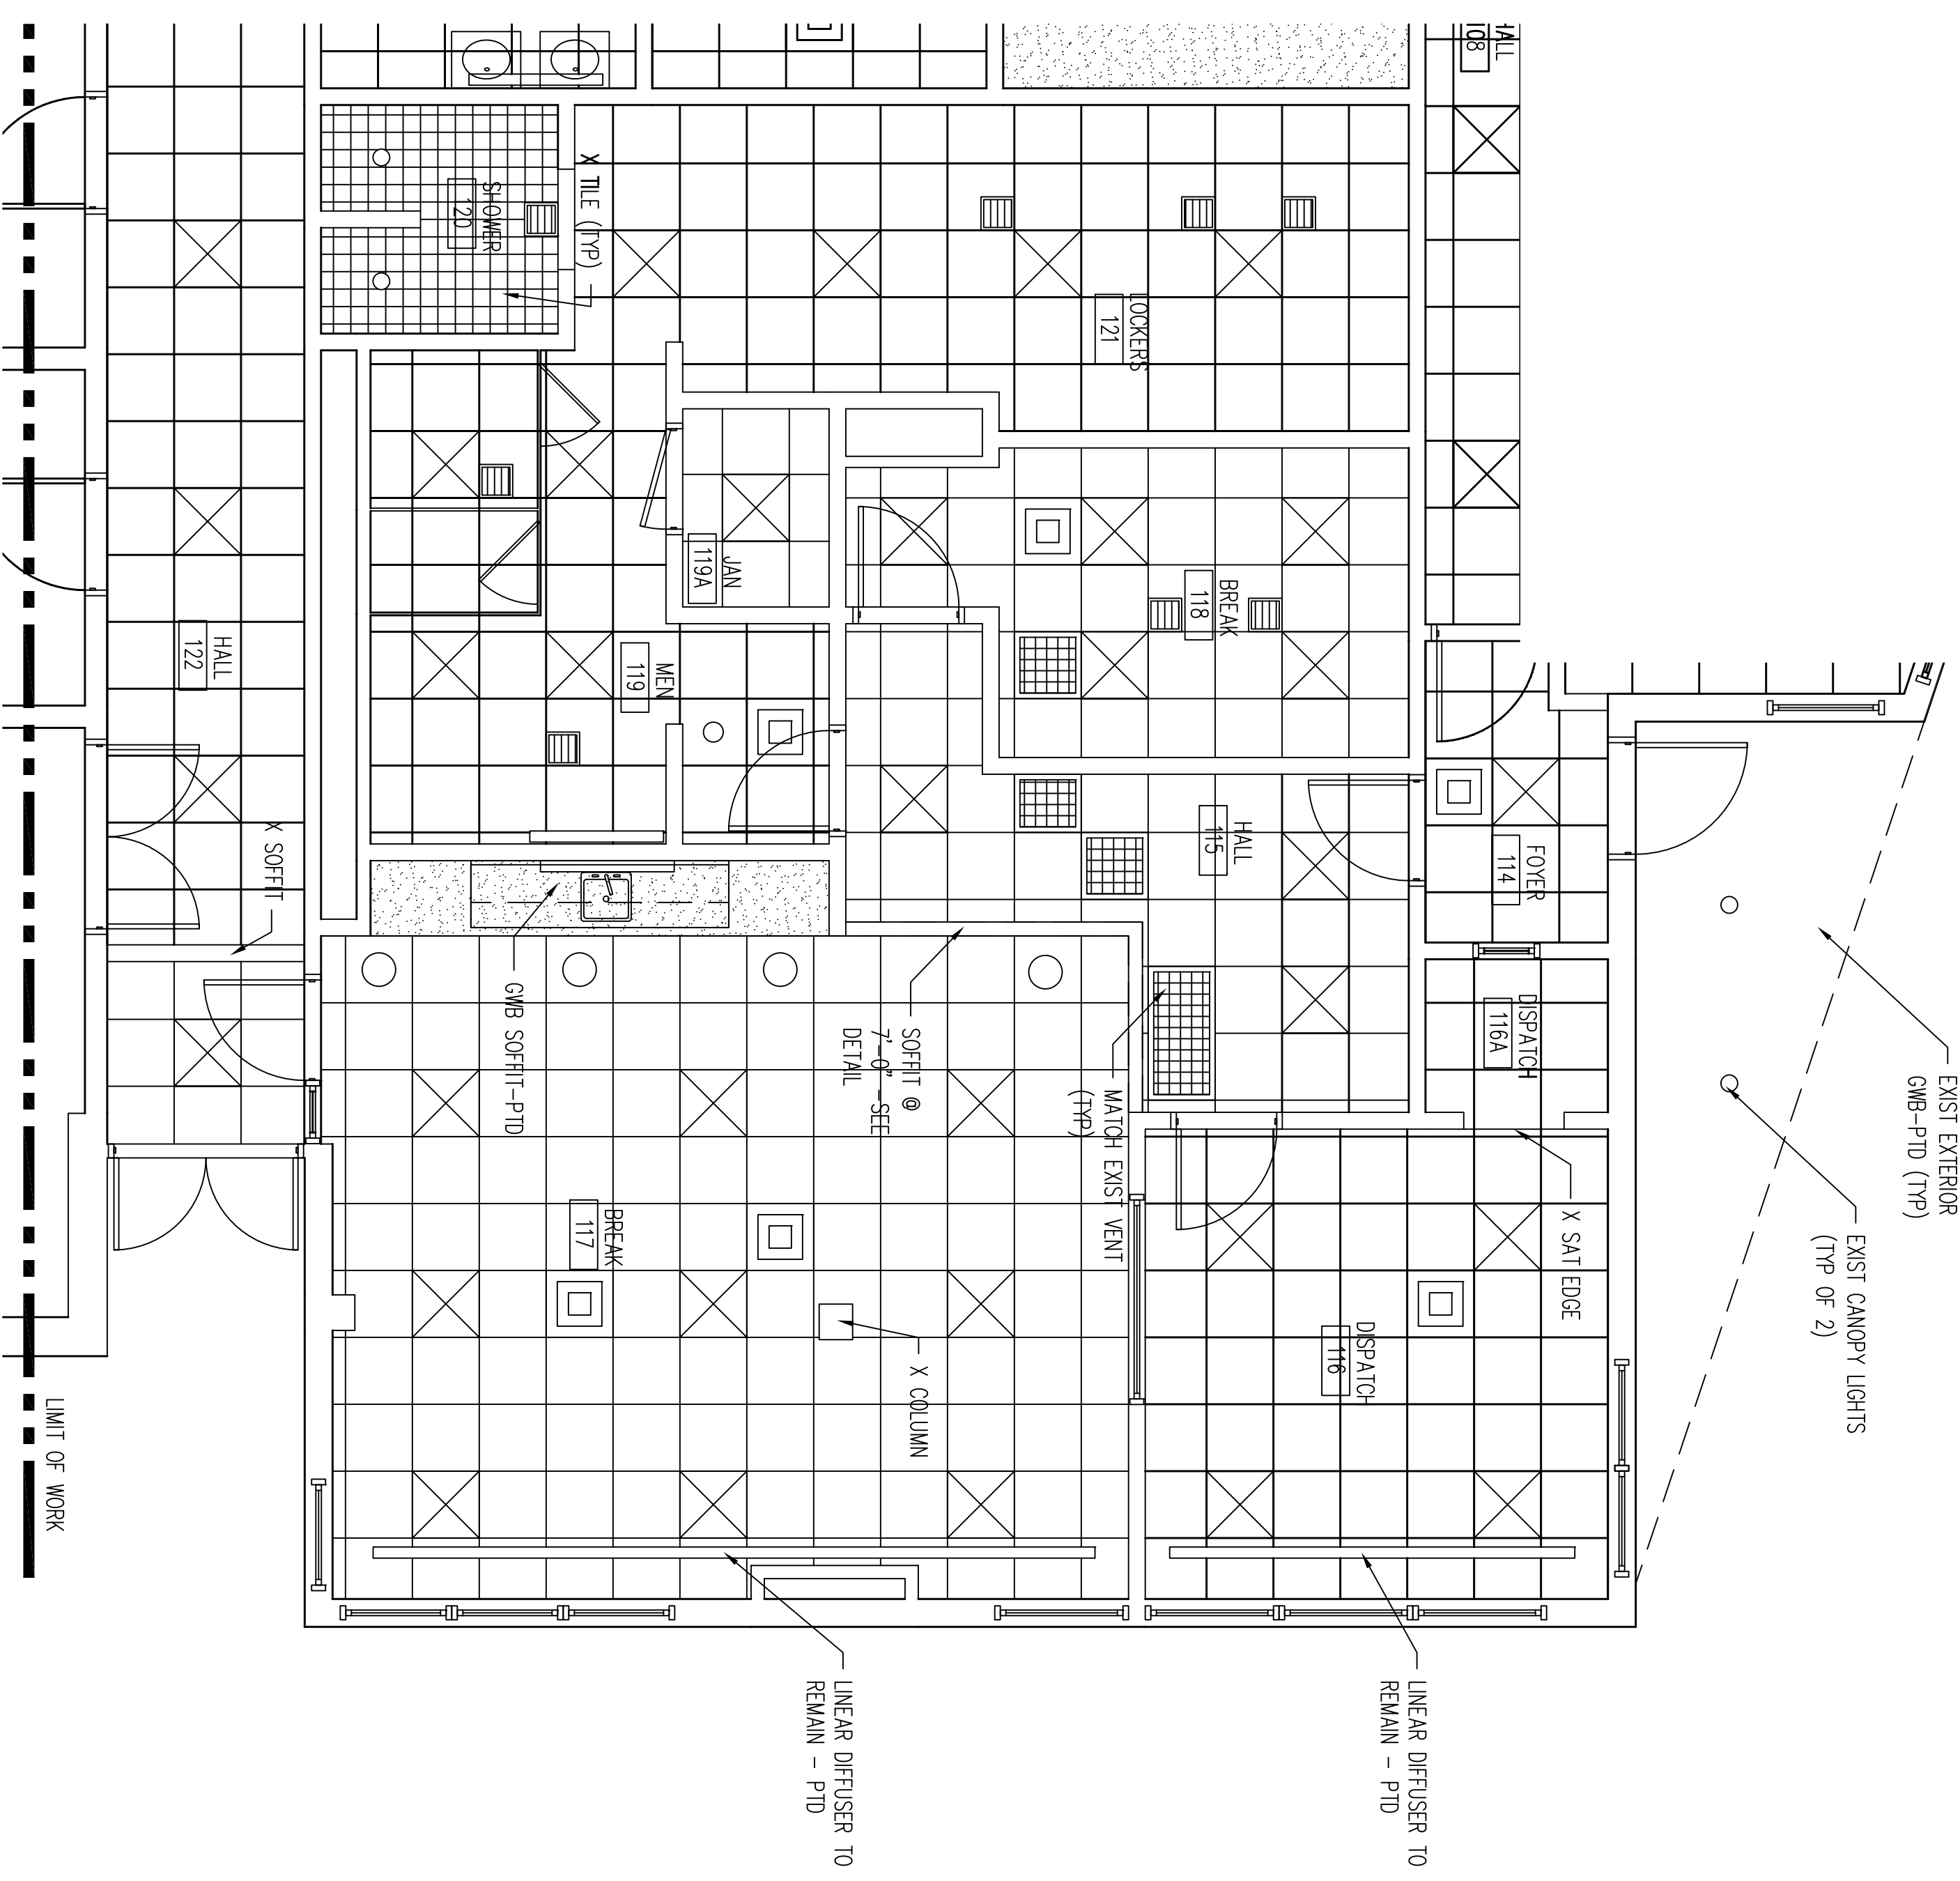 HALL
108
EXIST EXTERIOR
GWB-PTD (TYP)
EXIST CANOPY LIGHTS
(TYP OF 2)
X SAT EDGE
FOYER
114
DISPATCH
116A
DISPATCH
116
LINEAR DIFFUSER TO
REMAIN - PTD
HALL
115
BREAK
118
LOCKERS
121
MATCH EXIST VENT
(TYP)
SOFFIT @
7'-0" -SEE
DETAIL
X COLUMN
LINEAR DIFFUSER TO
REMAIN - PTD
JAN
119A
MEN
119
BREAK
117
X TILE (TYP)
SHOWER
120
GWB SOFFIT-PTD
X SOFFIT
HALL
122
LIMIT OF WORK